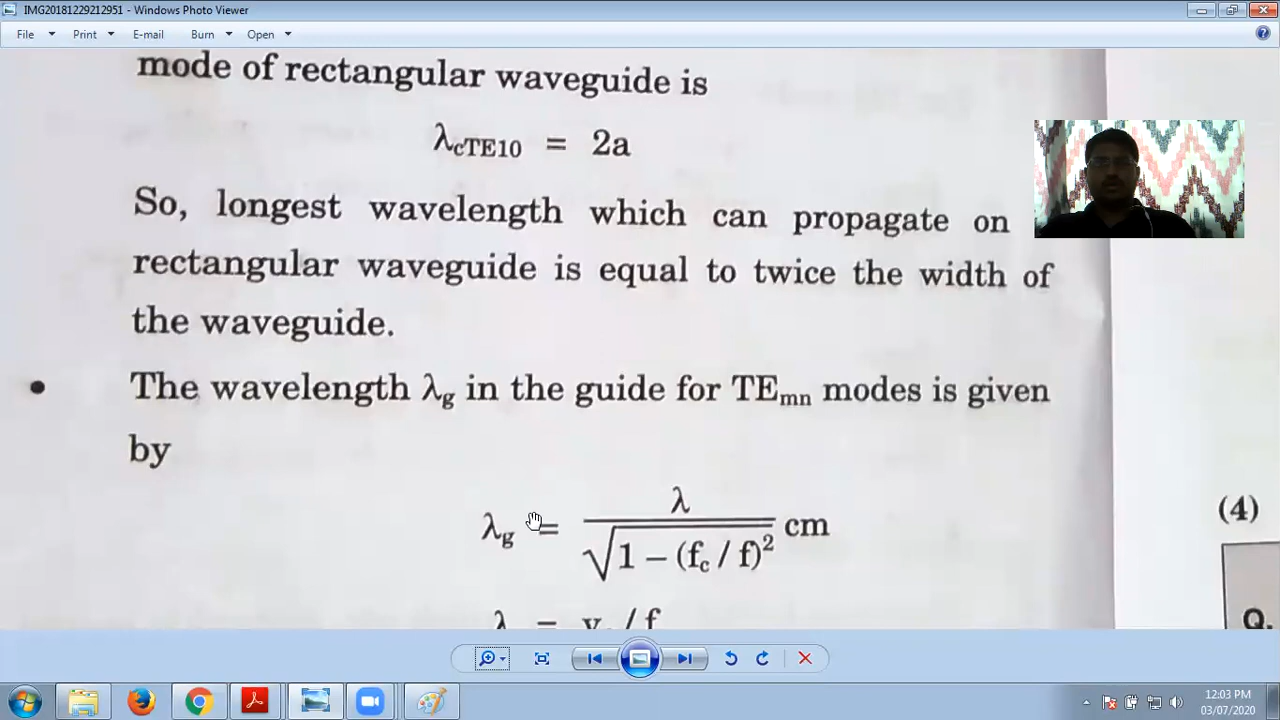 IMG20181229212951 - Windows Photo Viewer
File Print E-mail Burn Open
mode of rectangular waveguide is
λcTE10 = 2a
So, longest wavelength which can propagate on
rectangular waveguide is equal to twice the width of
the waveguide.
• The wavelength λg in the guide for TEmn modes is given
by
λg = λ / √1 – (fc / f)² cm
(4)
λ = v / f
Q.
12:03 PM
03/07/2020